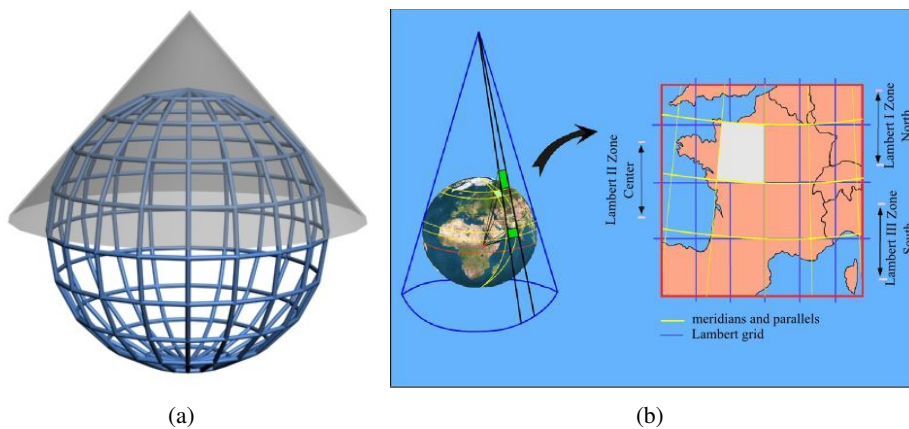 Lambert II Zone
Center
Lambert I Zone
North
Lambert III Zone
South
meridians and parallels
Lambert grid
(a)
(b)